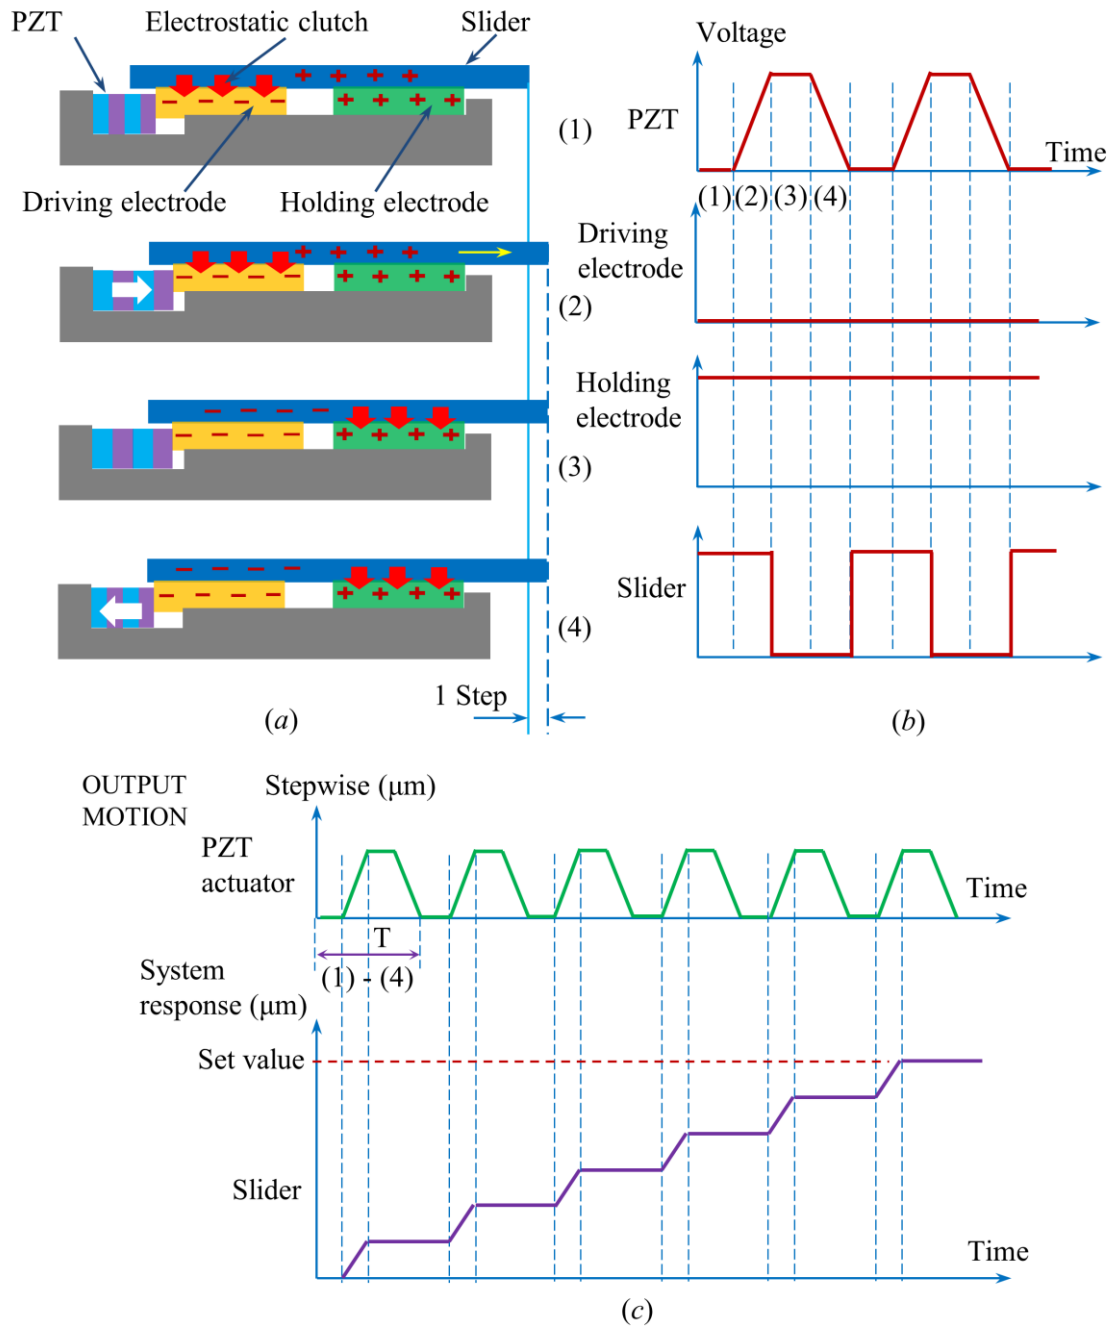 PZT
Electrostatic clutch
Slider
(1)
Driving electrode
Holding electrode
(2)
(3)
(4)
1 Step
(a)
Voltage
PZT
Time
(1) (2) (3) (4)
Driving
electrode
Holding
electrode
Slider
(b)
OUTPUT
MOTION
Stepwise (μm)
PZT
actuator
Time
T
(1) - (4)
System
response (μm)
Set value
Slider
Time
(c)